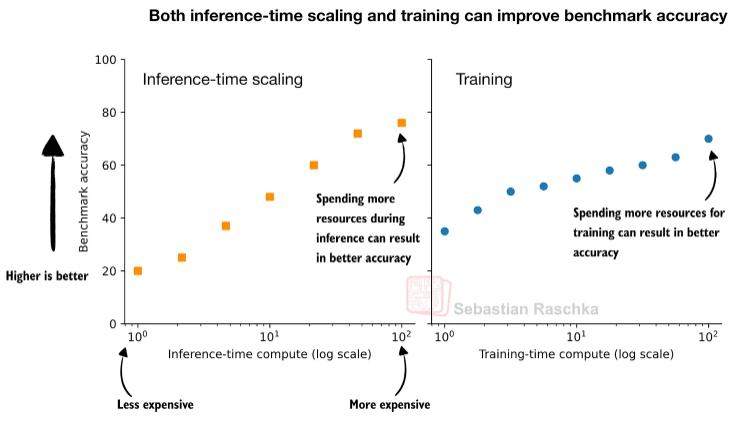 Both inference-time scaling and training can improve benchmark accuracy
100
80
60
40
20
0
Benchmark accuracy
Higher is better
Inference-time scaling
Spending more
resources during
inference can result
in better accuracy
10⁰
10¹
10²
Inference-time compute (log scale)
Less expensive
More expensive
Training
Spending more resources for
training can result in better
accuracy
Sebastian Raschka
10⁰
10¹
10²
Training-time compute (log scale)